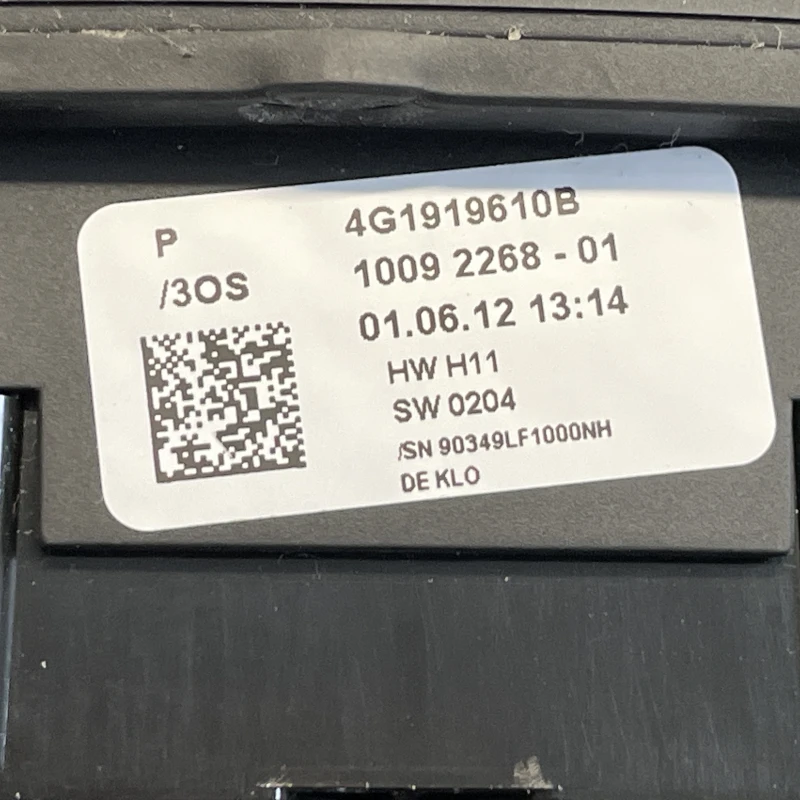 P
/3OS
4G1919610B
1009 2268 - 01
01.06.12 13:14
HW H11
SW 0204
/SN 90349LF1000NH
DE KLO